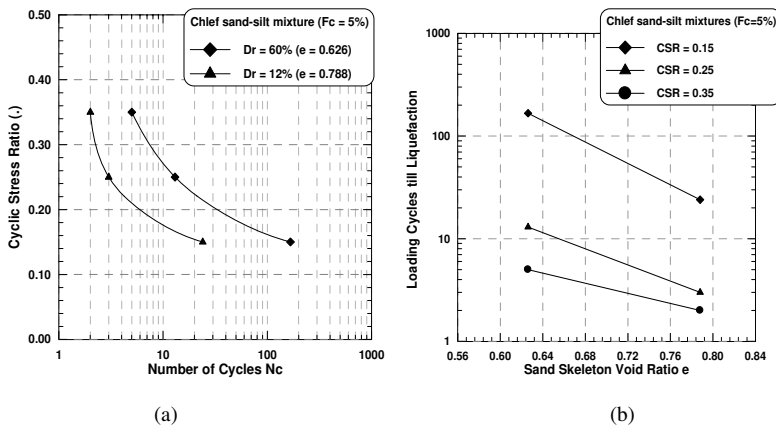 Chlef sand-silt mixture (Fc = 5%)
Dr = 60% (e = 0.626)
Dr = 12% (e = 0.788)
0.50
0.40
0.30
0.20
0.10
0.00
Cyclic Stress Ratio (.)
1
10
100
1000
Number of Cycles Nc
(a)
Chlef sand-silt mixtures (Fc=5%)
CSR = 0.15
CSR = 0.25
CSR = 0.35
1000
100
10
1
Loading Cycles till Liquefaction
0.56
0.60
0.64
0.68
0.72
0.76
0.80
0.84
Sand Skeleton Void Ratio e
(b)